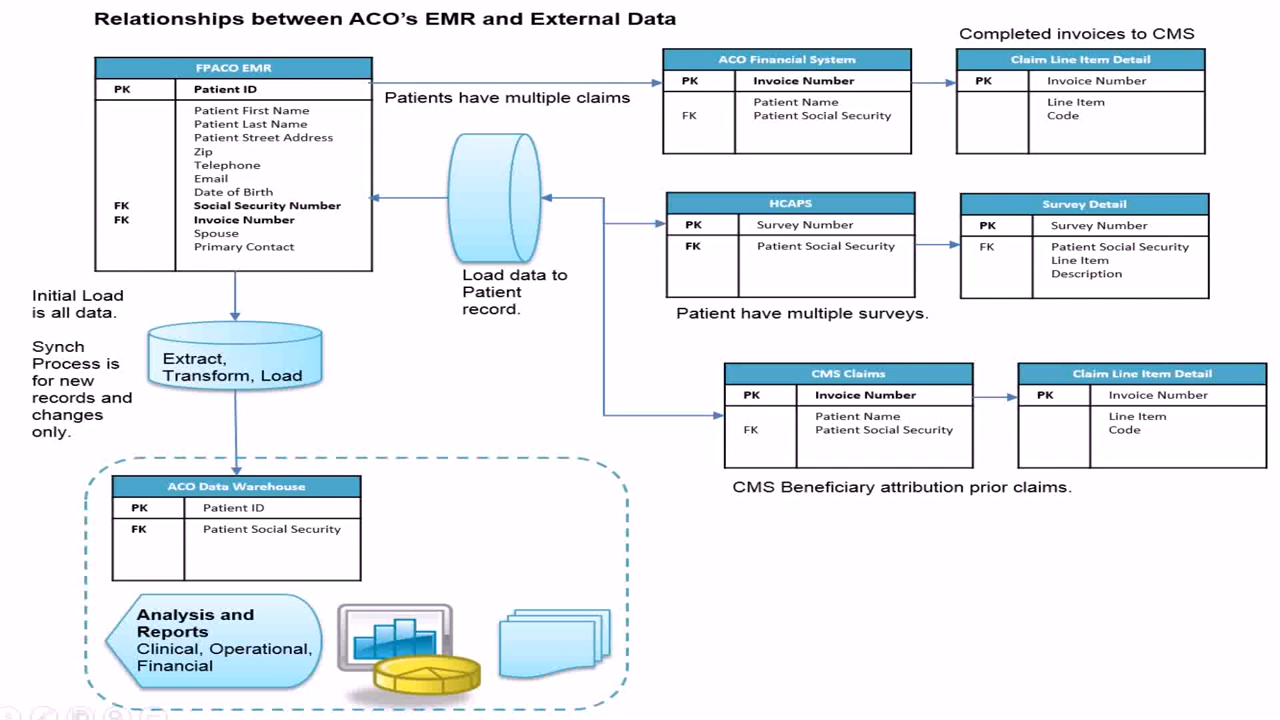 Relationships between ACO's EMR and External Data
Completed invoices to CMS
FPACO EMR
PK Patient ID
Patient First Name
Patient Last Name
Patient Street Address
Zip
Telephone
Email
Date of Birth
FK Social Security Number
FK Invoice Number
Spouse
Primary Contact
Patients have multiple claims
ACO Financial System
PK Invoice Number
Patient Name
FK Patient Social Security
Claim Line Item Detail
PK Invoice Number
Line Item
Code
Load data to
Patient
record.
HCAPS
PK Survey Number
FK Patient Social Security
Survey Detail
PK Survey Number
FK Patient Social Security
Line Item
Description
Patient have multiple surveys.
Initial Load
is all data.
Synch
Process is
for new
records and
changes
only.
Extract,
Transform, Load
CMS Claims
PK Invoice Number
Patient Name
FK Patient Social Security
Claim Line Item Detail
PK Invoice Number
Line Item
Code
CMS Beneficiary attribution prior claims.
ACO Data Warehouse
PK Patient ID
FK Patient Social Security
Analysis and
Reports
Clinical, Operational,
Financial